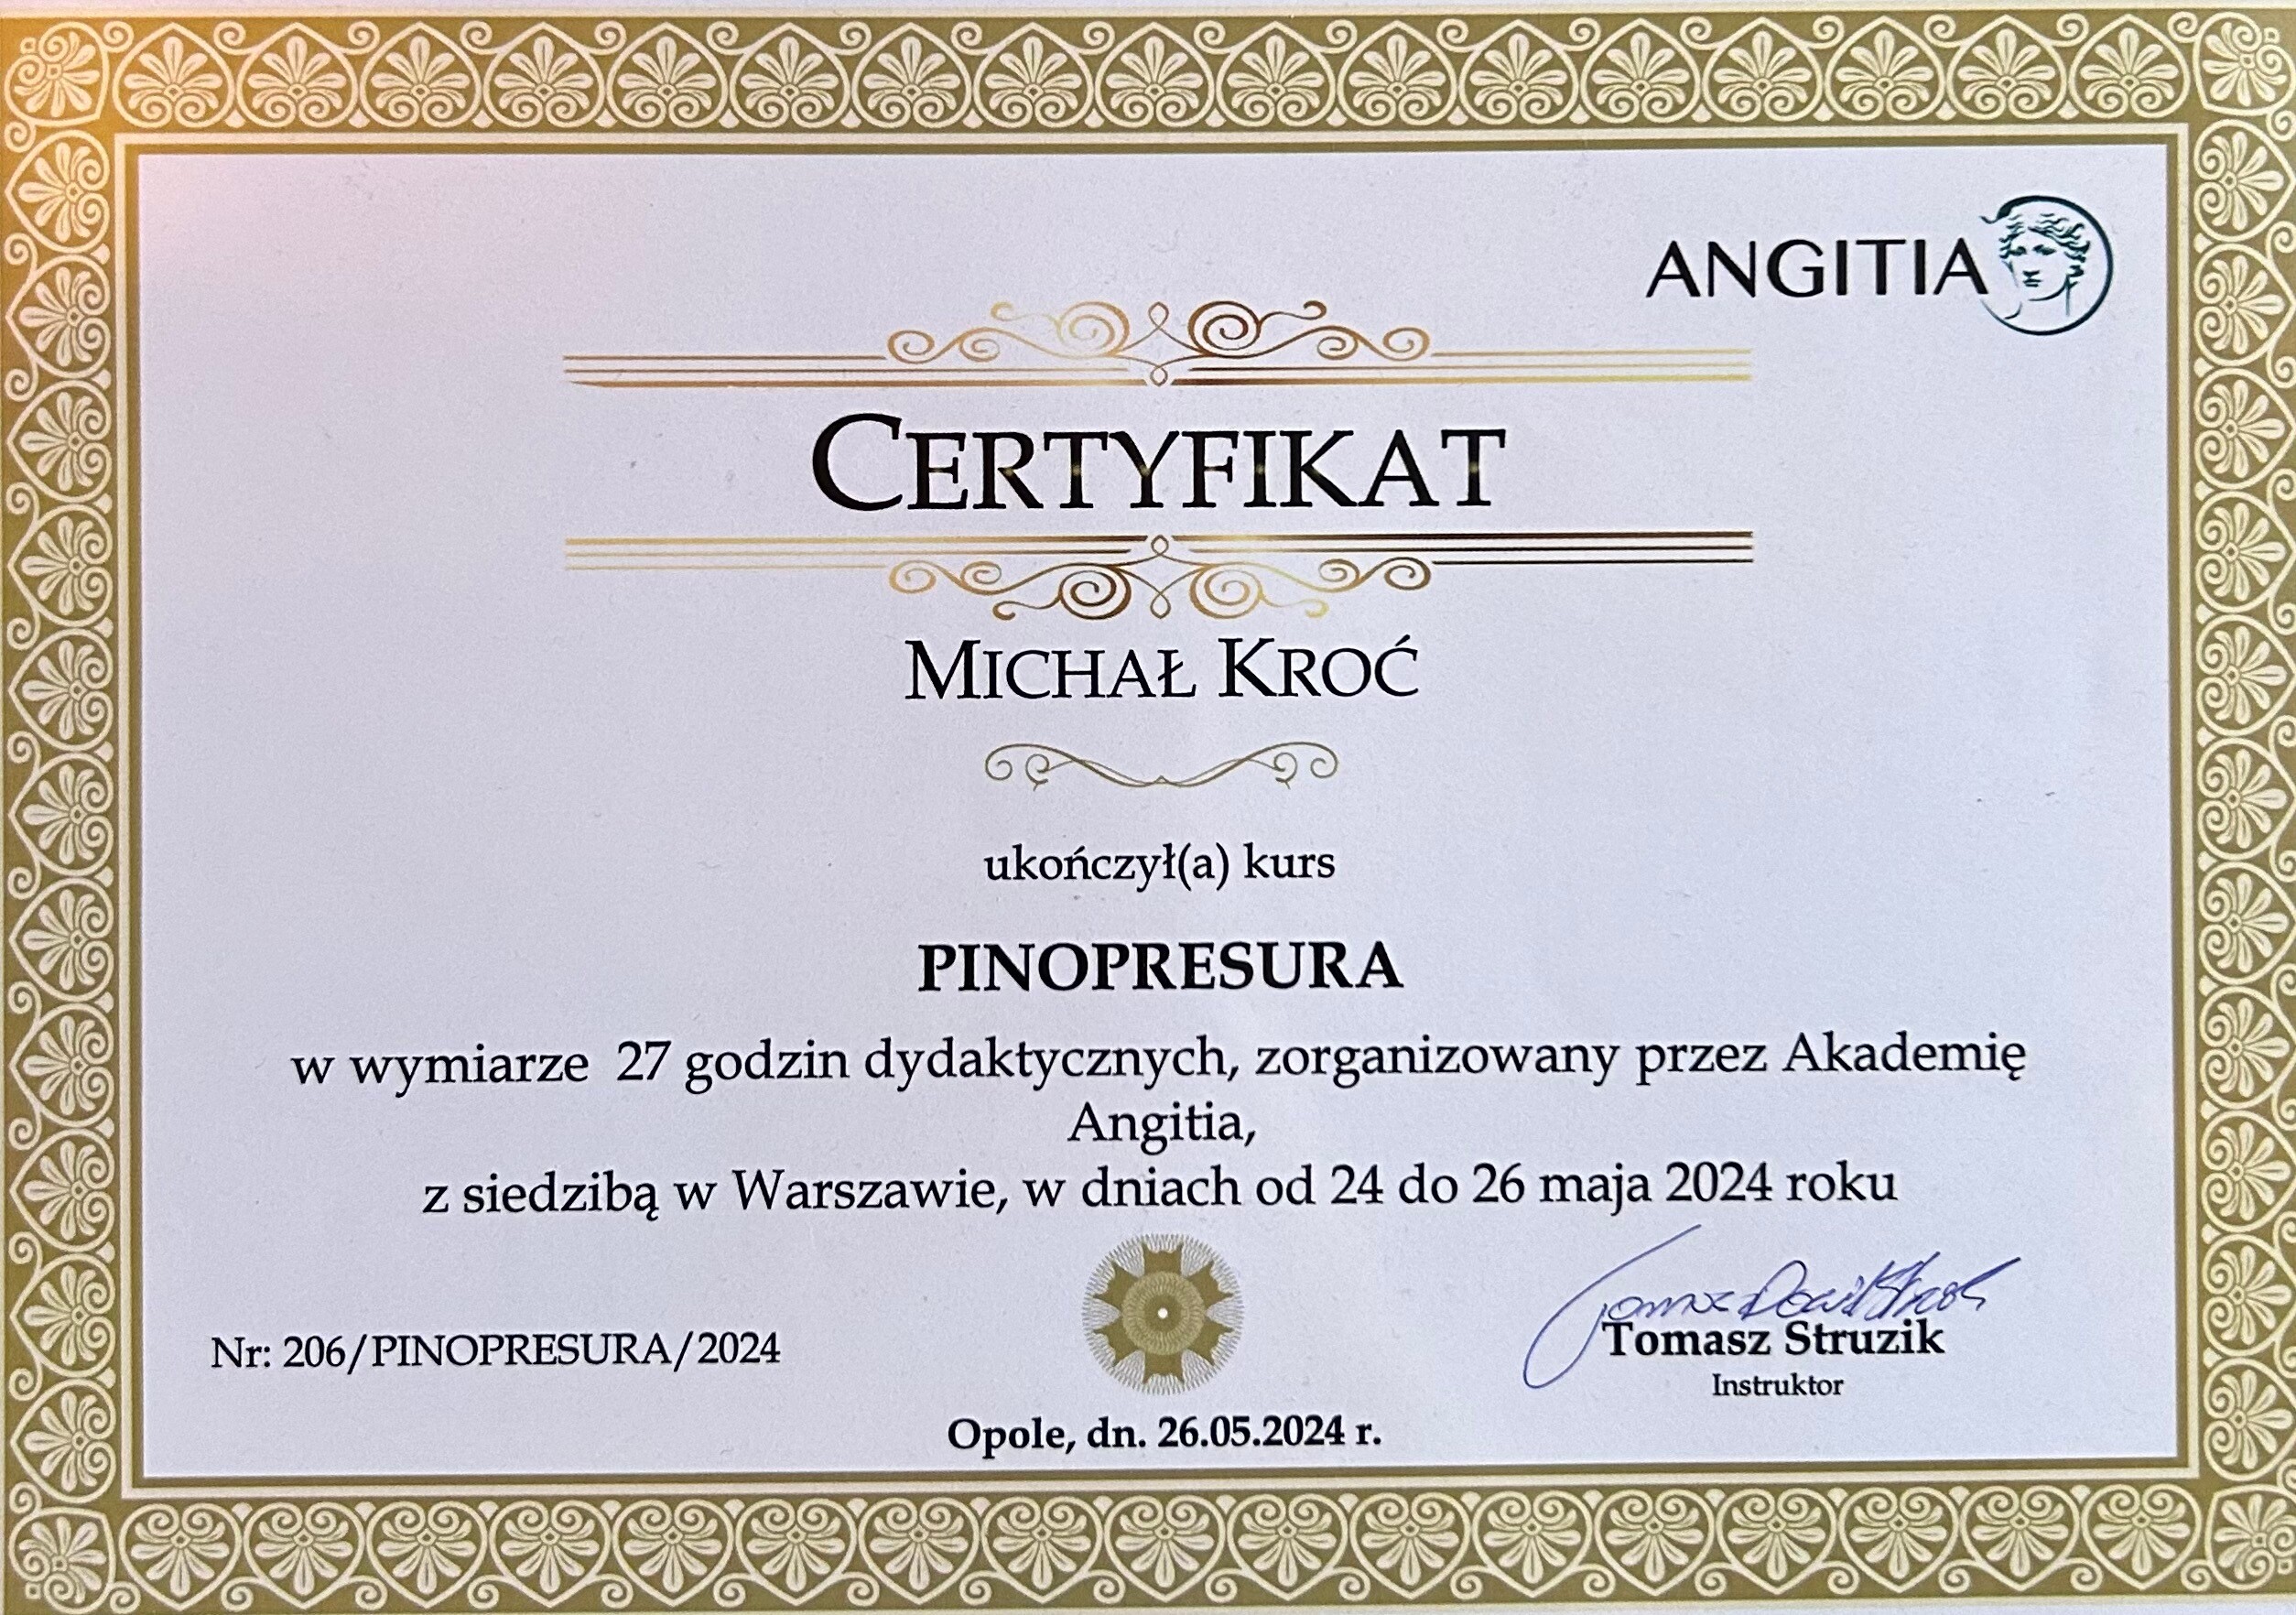 ANGITIA
CERTYFIKAT
MICHAŁ KROĆ
ukończył(a) kurs
PINOPRESURA
w wymiarze 27 godzin dydaktycznych, zorganizowany przez Akademię
Angitia,
z siedzibą w Warszawie, w dniach od 24 do 26 maja 2024 roku
Nr: 206/PINOPRESURA/2024
Tomasz Struzik
Instruktor
Opole, dn. 26.05.2024 r.